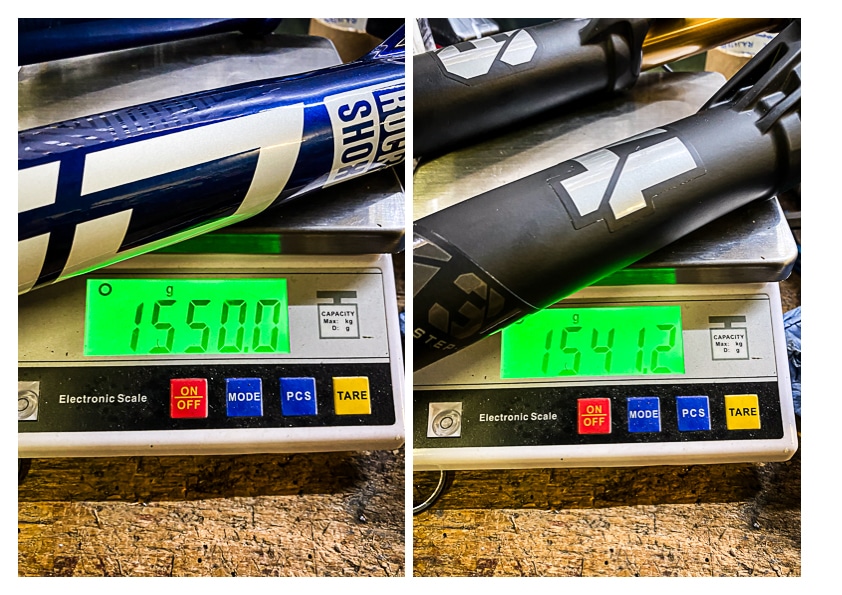 ROCK
SHOX
g
1550.0
CAPACITY
Max: kg
D: g
Electronic Scale
ON
OFF
MODE
PCS
TARE
g
1541.2
CAPACITY
Max: kg
D: g
Electronic Scale
ON
OFF
MODE
PCS
TARE